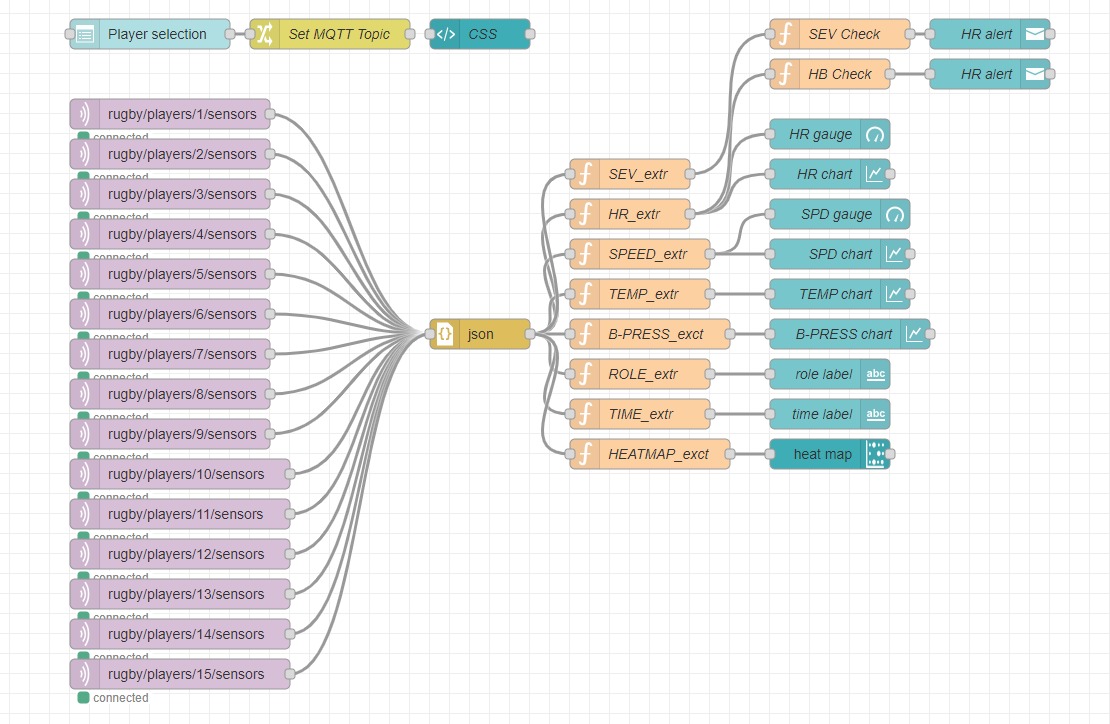 Player selection
Set MQTT Topic
</> CSS
SEV Check
HR alert
HB Check
HR alert
rugby/players/1/sensors
connected
rugby/players/2/sensors
connected
rugby/players/3/sensors
connected
rugby/players/4/sensors
connected
rugby/players/5/sensors
connected
rugby/players/6/sensors
connected
rugby/players/7/sensors
connected
rugby/players/8/sensors
connected
rugby/players/9/sensors
connected
rugby/players/10/sensors
connected
rugby/players/11/sensors
connected
rugby/players/12/sensors
connected
rugby/players/13/sensors
connected
rugby/players/14/sensors
connected
rugby/players/15/sensors
connected
{} json
SEV_extr
HR_extr
SPEED_extr
TEMP_extr
B-PRESS_exct
ROLE_extr
TIME_extr
HEATMAP_exct
HR gauge
HR chart
SPD gauge
SPD chart
TEMP chart
B-PRESS chart
role label abc
time label abc
heat map